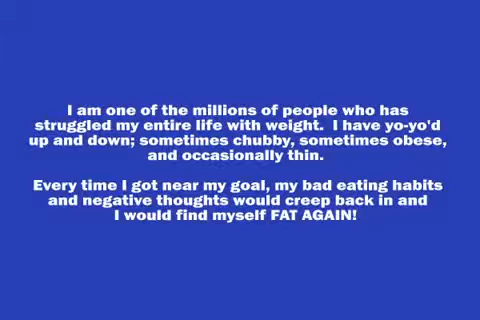 I am one of the millions of people who has
struggled my entire life with weight.  I have yo-yo'd
up and down; sometimes chubby, sometimes obese,
and occasionally thin.
Every time I got near my goal, my bad eating habits
and negative thoughts would creep back in and
I would find myself FAT AGAIN!